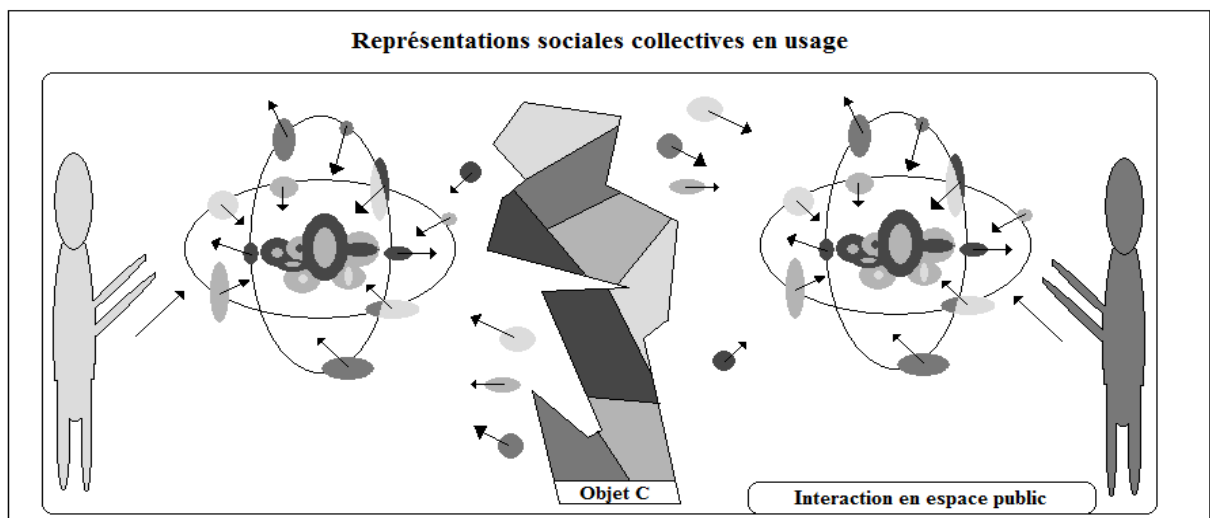 Représentations sociales collectives en usage
Objet C
Interaction en espace public